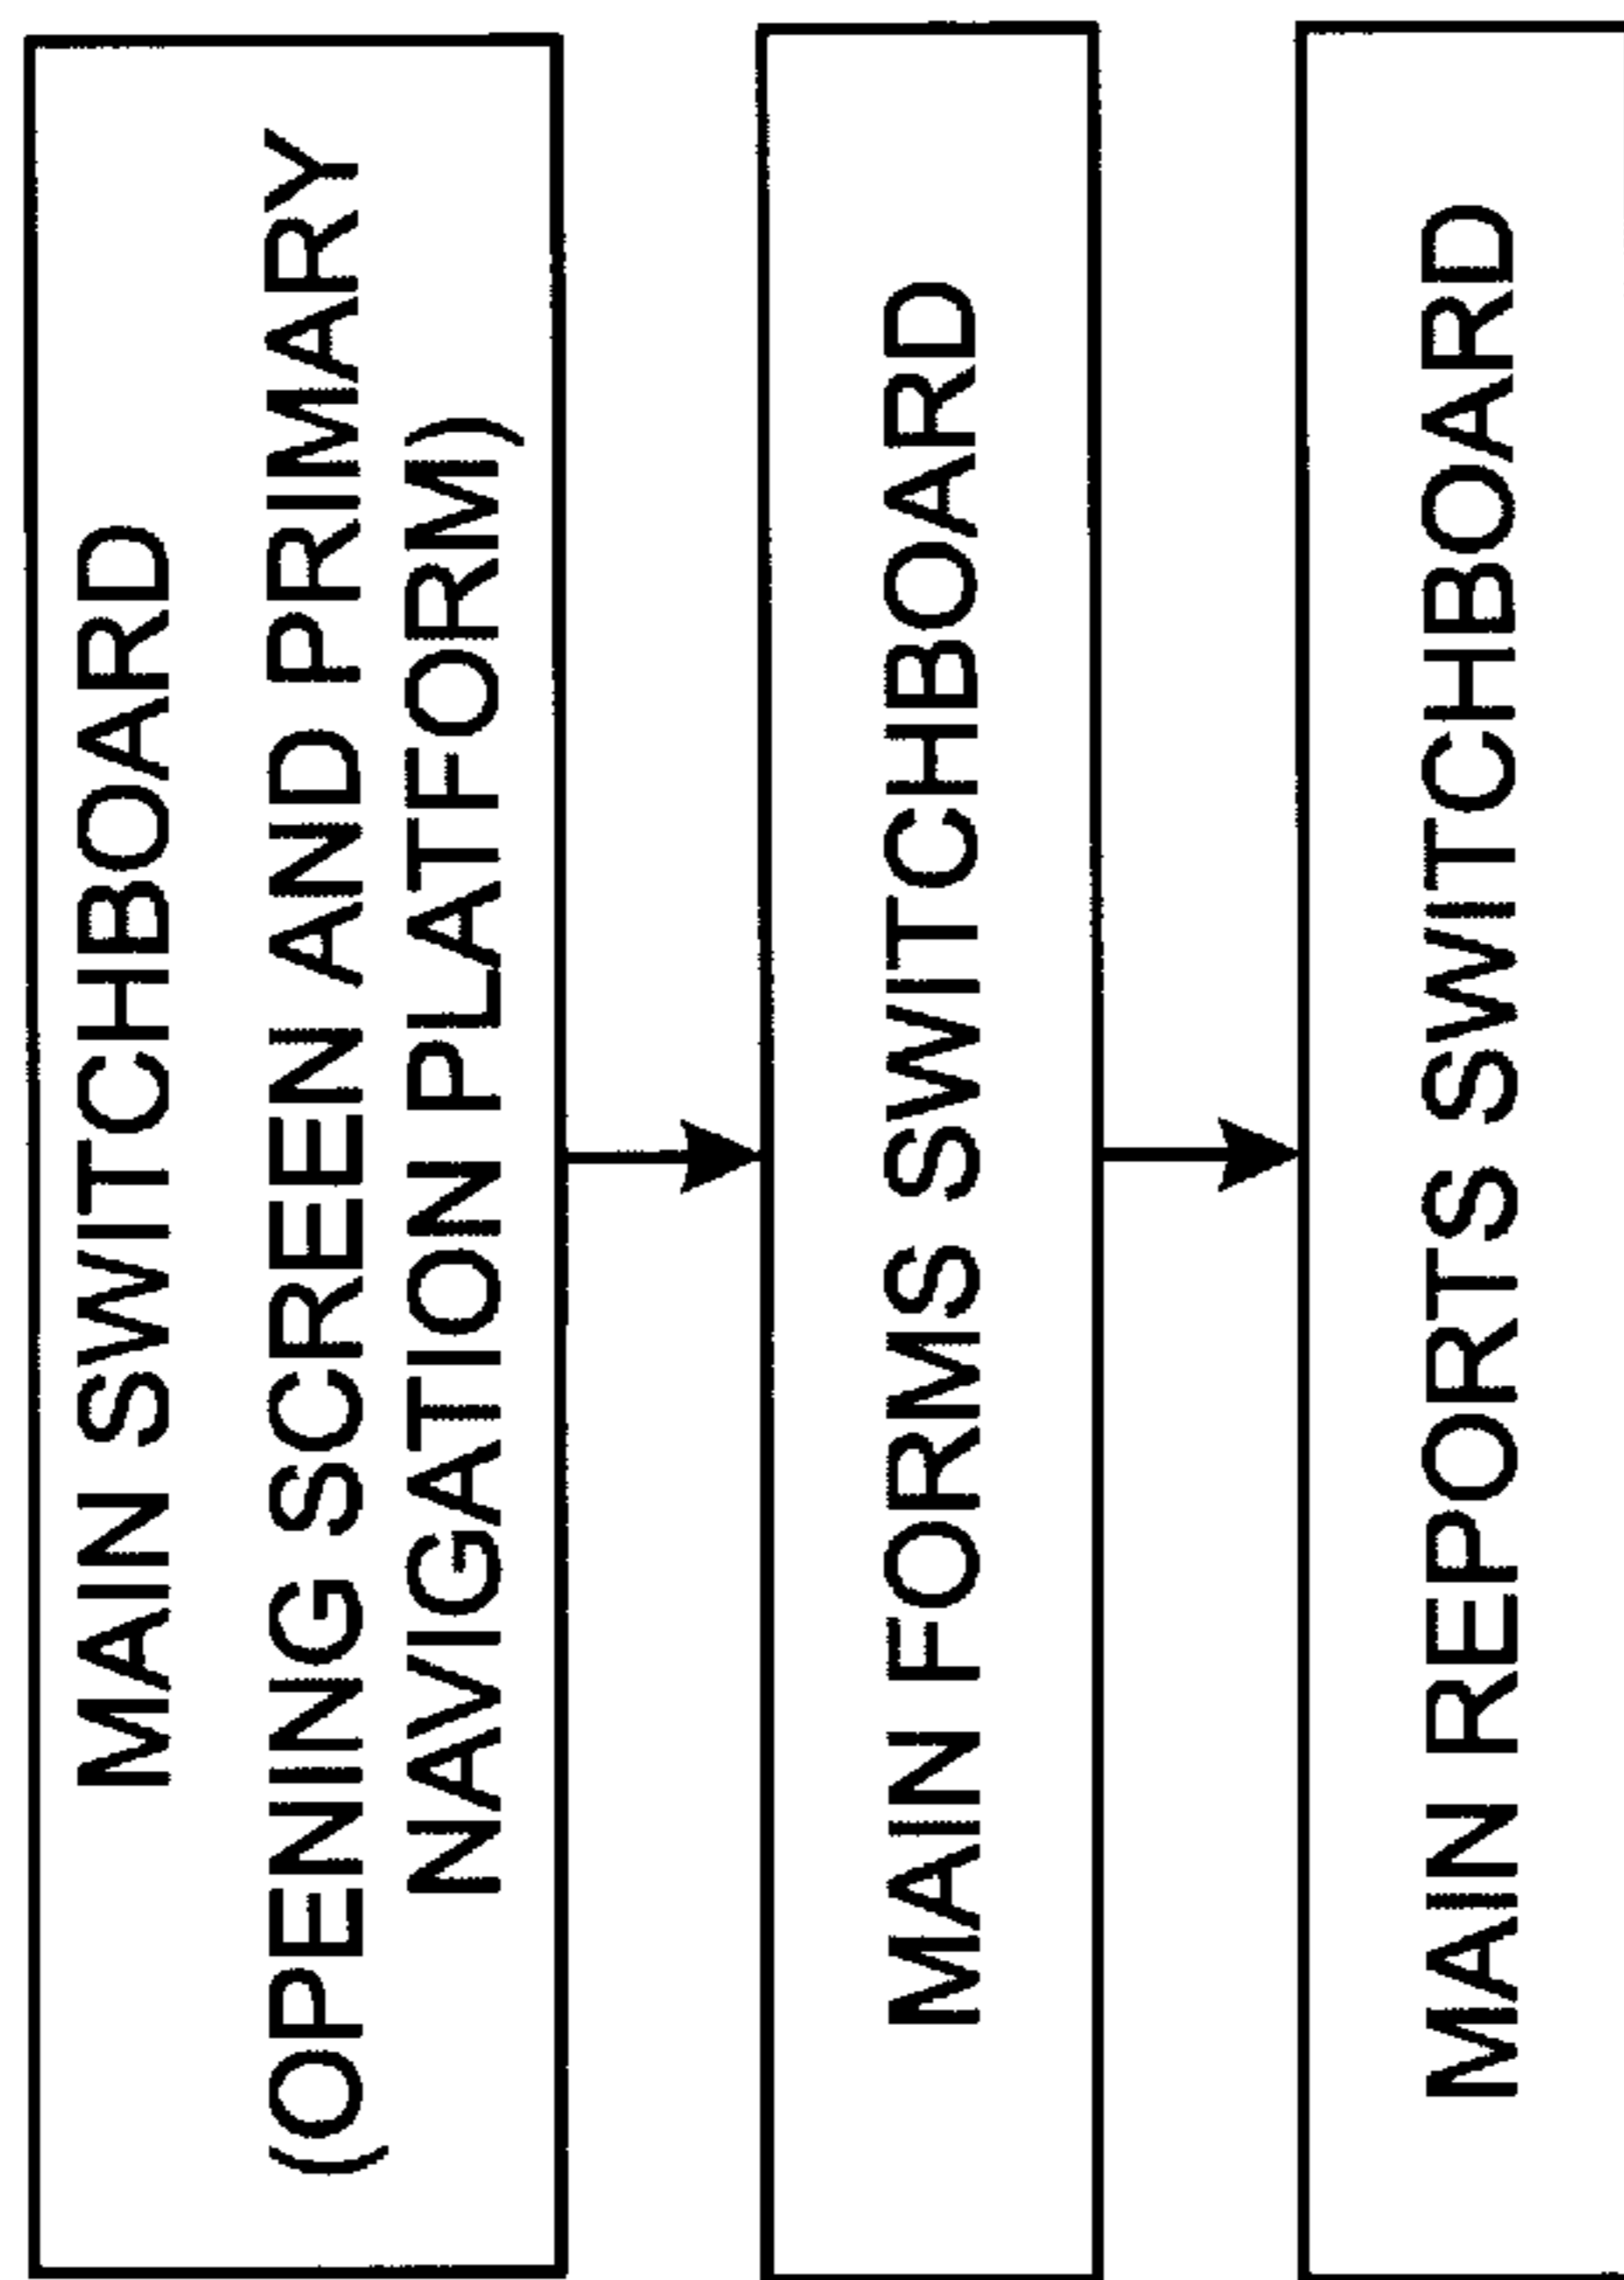 MAIN SWITCHBOARD
(OPENING SCREEN AND PRIMARY
NAVIGATION PLATFORM)
MAIN FORMS SWITCHBOARD
MAIN REPORTS SWITCHBOARD